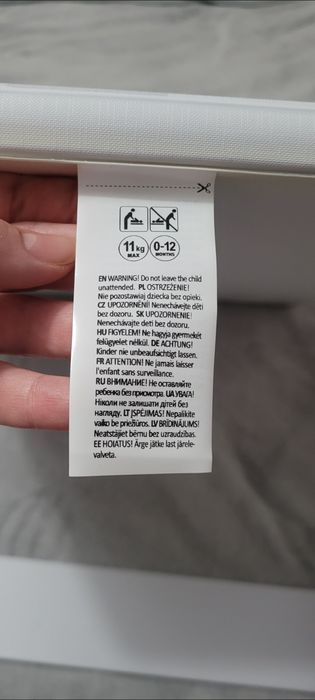 11kg MAX
0-12 MONTHS
EN WARNING! Do not leave the child
unattended. PL OSTRZEŻENIE!
Nie pozostawiaj dziecka bez opieki.
CZ UPOZORNĚNÍ! Nenechávejte děti
bez dozoru. SK UPOZORNENIE!
Nenechávajte deti bez dozoru.
HU FIGYELEM! Ne hagyja gyermekét
felügyelet nélkül. DE ACHTUNG!
Kinder nie unbeaufsichtigt lassen.
FR ATTENTION! Ne jamais laisser
l'enfant sans surveillance.
RU ВНИМАНИЕ! Не оставляйте
ребенка без присмотра. UA УВАГА!
Ніколи не залишати дітей без
нагляду. LT ĮSPĖJIMAS! Nepalikite
vaiko be priežiūros. LV BRĪDINĀJUMS!
Neatstājiet bērnu bez uzraudzības.
EE HOIATUS! Ärge jätke last järele-
valveta.